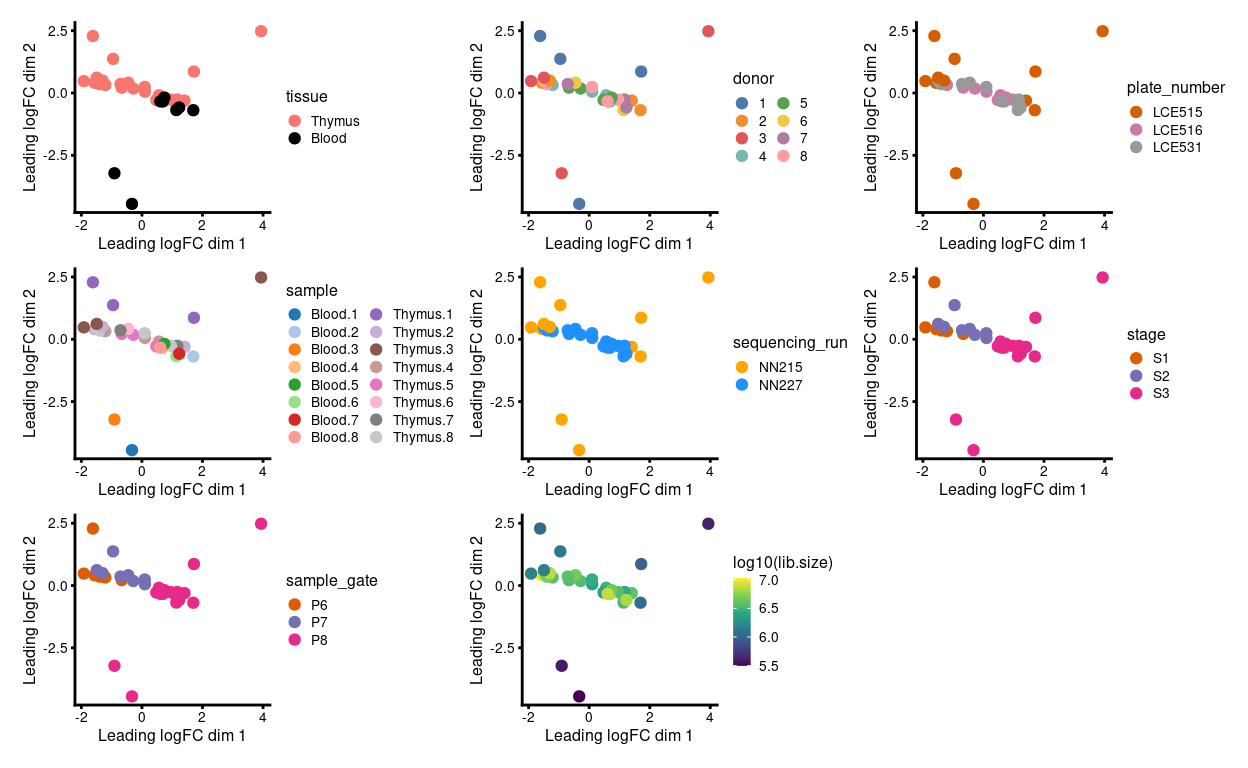 Leading logFC dim 2
2.5
0.0
-2.5
-2 0 2 4
Leading logFC dim 1
tissue
Thymus
Blood
Leading logFC dim 2
2.5
0.0
-2.5
-2 0 2 4
Leading logFC dim 1
donor
1 5
2 6
3 7
4 8
Leading logFC dim 2
2.5
0.0
-2.5
-2 0 2 4
Leading logFC dim 1
plate_number
LCE515
LCE516
LCE531
Leading logFC dim 2
2.5
0.0
-2.5
-2 0 2 4
Leading logFC dim 1
sample
Blood.1 Thymus.1
Blood.2 Thymus.2
Blood.3 Thymus.3
Blood.4 Thymus.4
Blood.5 Thymus.5
Blood.6 Thymus.6
Blood.7 Thymus.7
Blood.8 Thymus.8
Leading logFC dim 2
2.5
0.0
-2.5
-2 0 2 4
Leading logFC dim 1
sequencing_run
NN215
NN227
Leading logFC dim 2
2.5
0.0
-2.5
-2 0 2 4
Leading logFC dim 1
stage
S1
S2
S3
Leading logFC dim 2
2.5
0.0
-2.5
-2 0 2 4
Leading logFC dim 1
sample_gate
P6
P7
P8
Leading logFC dim 2
2.5
0.0
-2.5
-2 0 2 4
Leading logFC dim 1
log10(lib.size)
7.0
6.5
6.0
5.5